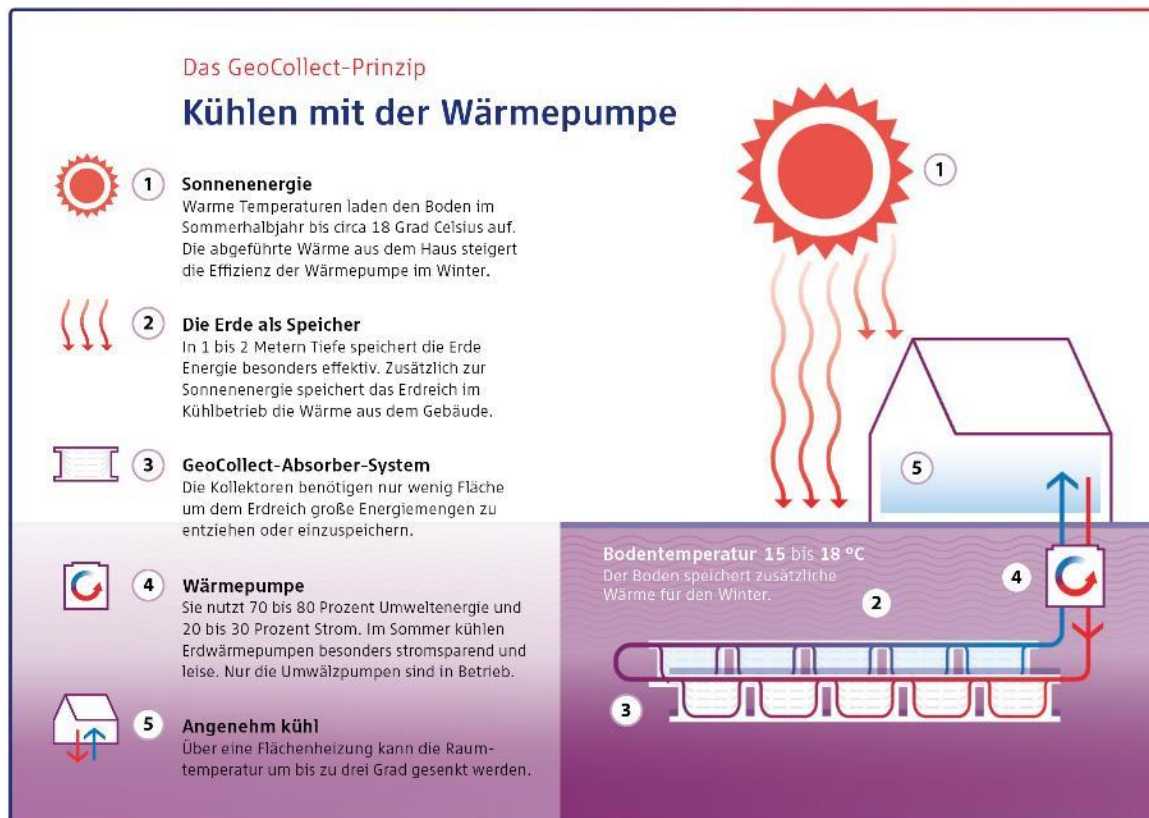 Das GeoCollect-Prinzip
Kühlen mit der Wärmepumpe
1 Sonnenenergie
Warme Temperaturen laden den Boden im
Sommerhalbjahr bis circa 18 Grad Celsius auf.
Die abgeführte Wärme aus dem Haus steigert
die Effizienz der Wärmepumpe im Winter.
2 Die Erde als Speicher
In 1 bis 2 Metern Tiefe speichert die Erde
Energie besonders effektiv. Zusätzlich zur
Sonnenenergie speichert das Erdreich im
Kühlbetrieb die Wärme aus dem Gebäude.
3 GeoCollect-Absorber-System
Die Kollektoren benötigen nur wenig Fläche
um dem Erdreich große Energiemengen zu
entziehen oder einzuspeichern.
4 Wärmepumpe
Sie nutzt 70 bis 80 Prozent Umweltenergie und
20 bis 30 Prozent Strom. Im Sommer kühlen
Erdwärmepumpen besonders stromsparend und
leise. Nur die Umwälzpumpen sind in Betrieb.
5 Angenehm kühl
Über eine Flächenheizung kann die Raum-
temperatur um bis zu drei Grad gesenkt werden.
1
5
Bodentemperatur 15 bis 18 °C
Der Boden speichert zusätzliche
Wärme für den Winter.
4
2
3